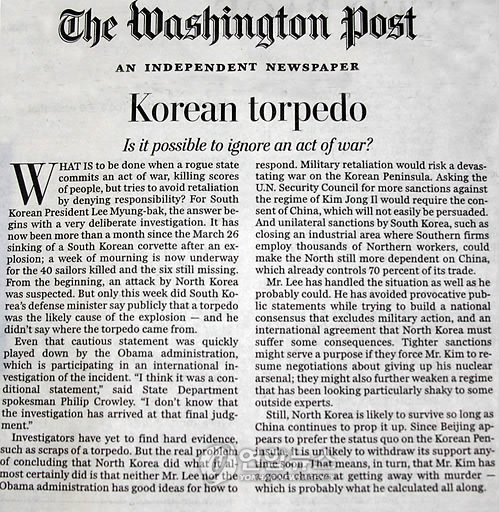 The Washington Post
AN INDEPENDENT NEWSPAPER
Korean torpedo
Is it possible to ignore an act of war?
WHAT IS to be done when a rogue state
commits an act of war, killing scores
of people, but tries to avoid retaliation
by denying responsibility? For South
Korean President Lee Myung-bak, the answer be-
gins with a very deliberate investigation. It has
now been more than a month since the March 26
sinking of a South Korean corvette after an ex-
plosion; a week of mourning is now underway
for the 40 sailors killed and the six still missing.
From the beginning, an attack by North Korea
was suspected. But only this week did South Ko-
rea's defense minister say publicly that a torpedo
was the likely cause of the explosion — and he
didn't say where the torpedo came from.
Even that cautious statement was quickly
played down by the Obama administration,
which is participating in an international in-
vestigation of the incident. "I think it was a con-
ditional statement," said State Department
spokesman Philip Crowley. "I don't know that
the investigation has arrived at that final judg-
ment."
Investigators have yet to find hard evidence,
such as scraps of a torpedo. But the real problem
of concluding that North Korea did what it al-
most certainly did is that neither Mr. Lee nor the
Obama administration has good ideas for how to
respond. Military retaliation would risk a devas-
tating war on the Korean Peninsula. Asking the
U.N. Security Council for more sanctions against
the regime of Kim Jong Il would require the con-
sent of China, which will not easily be persuaded.
And unilateral sanctions by South Korea, such as
closing an industrial area where Southern firms
employ thousands of Northern workers, could
make the North still more dependent on China,
which already controls 70 percent of its trade.
Mr. Lee has handled the situation as well as he
probably could. He has avoided provocative pub-
lic statements while trying to build a national
consensus that excludes military action, and an
international agreement that North Korea must
suffer some consequences. Tighter sanctions
might serve a purpose if they force Mr. Kim to re-
sume negotiations about giving up his nuclear
arsenal; they might also further weaken a regime
that has been looking particularly shaky to some
outside experts.
Still, North Korea is likely to survive so long as
China continues to prop it up. Since Beijing ap-
pears to prefer the status quo on the Korean Pen-
insula, it is unlikely to withdraw its support any-
time soon. That means, in turn, that Mr. Kim has
a good chance at getting away with murder —
which is probably what he calculated all along.
연합뉴스